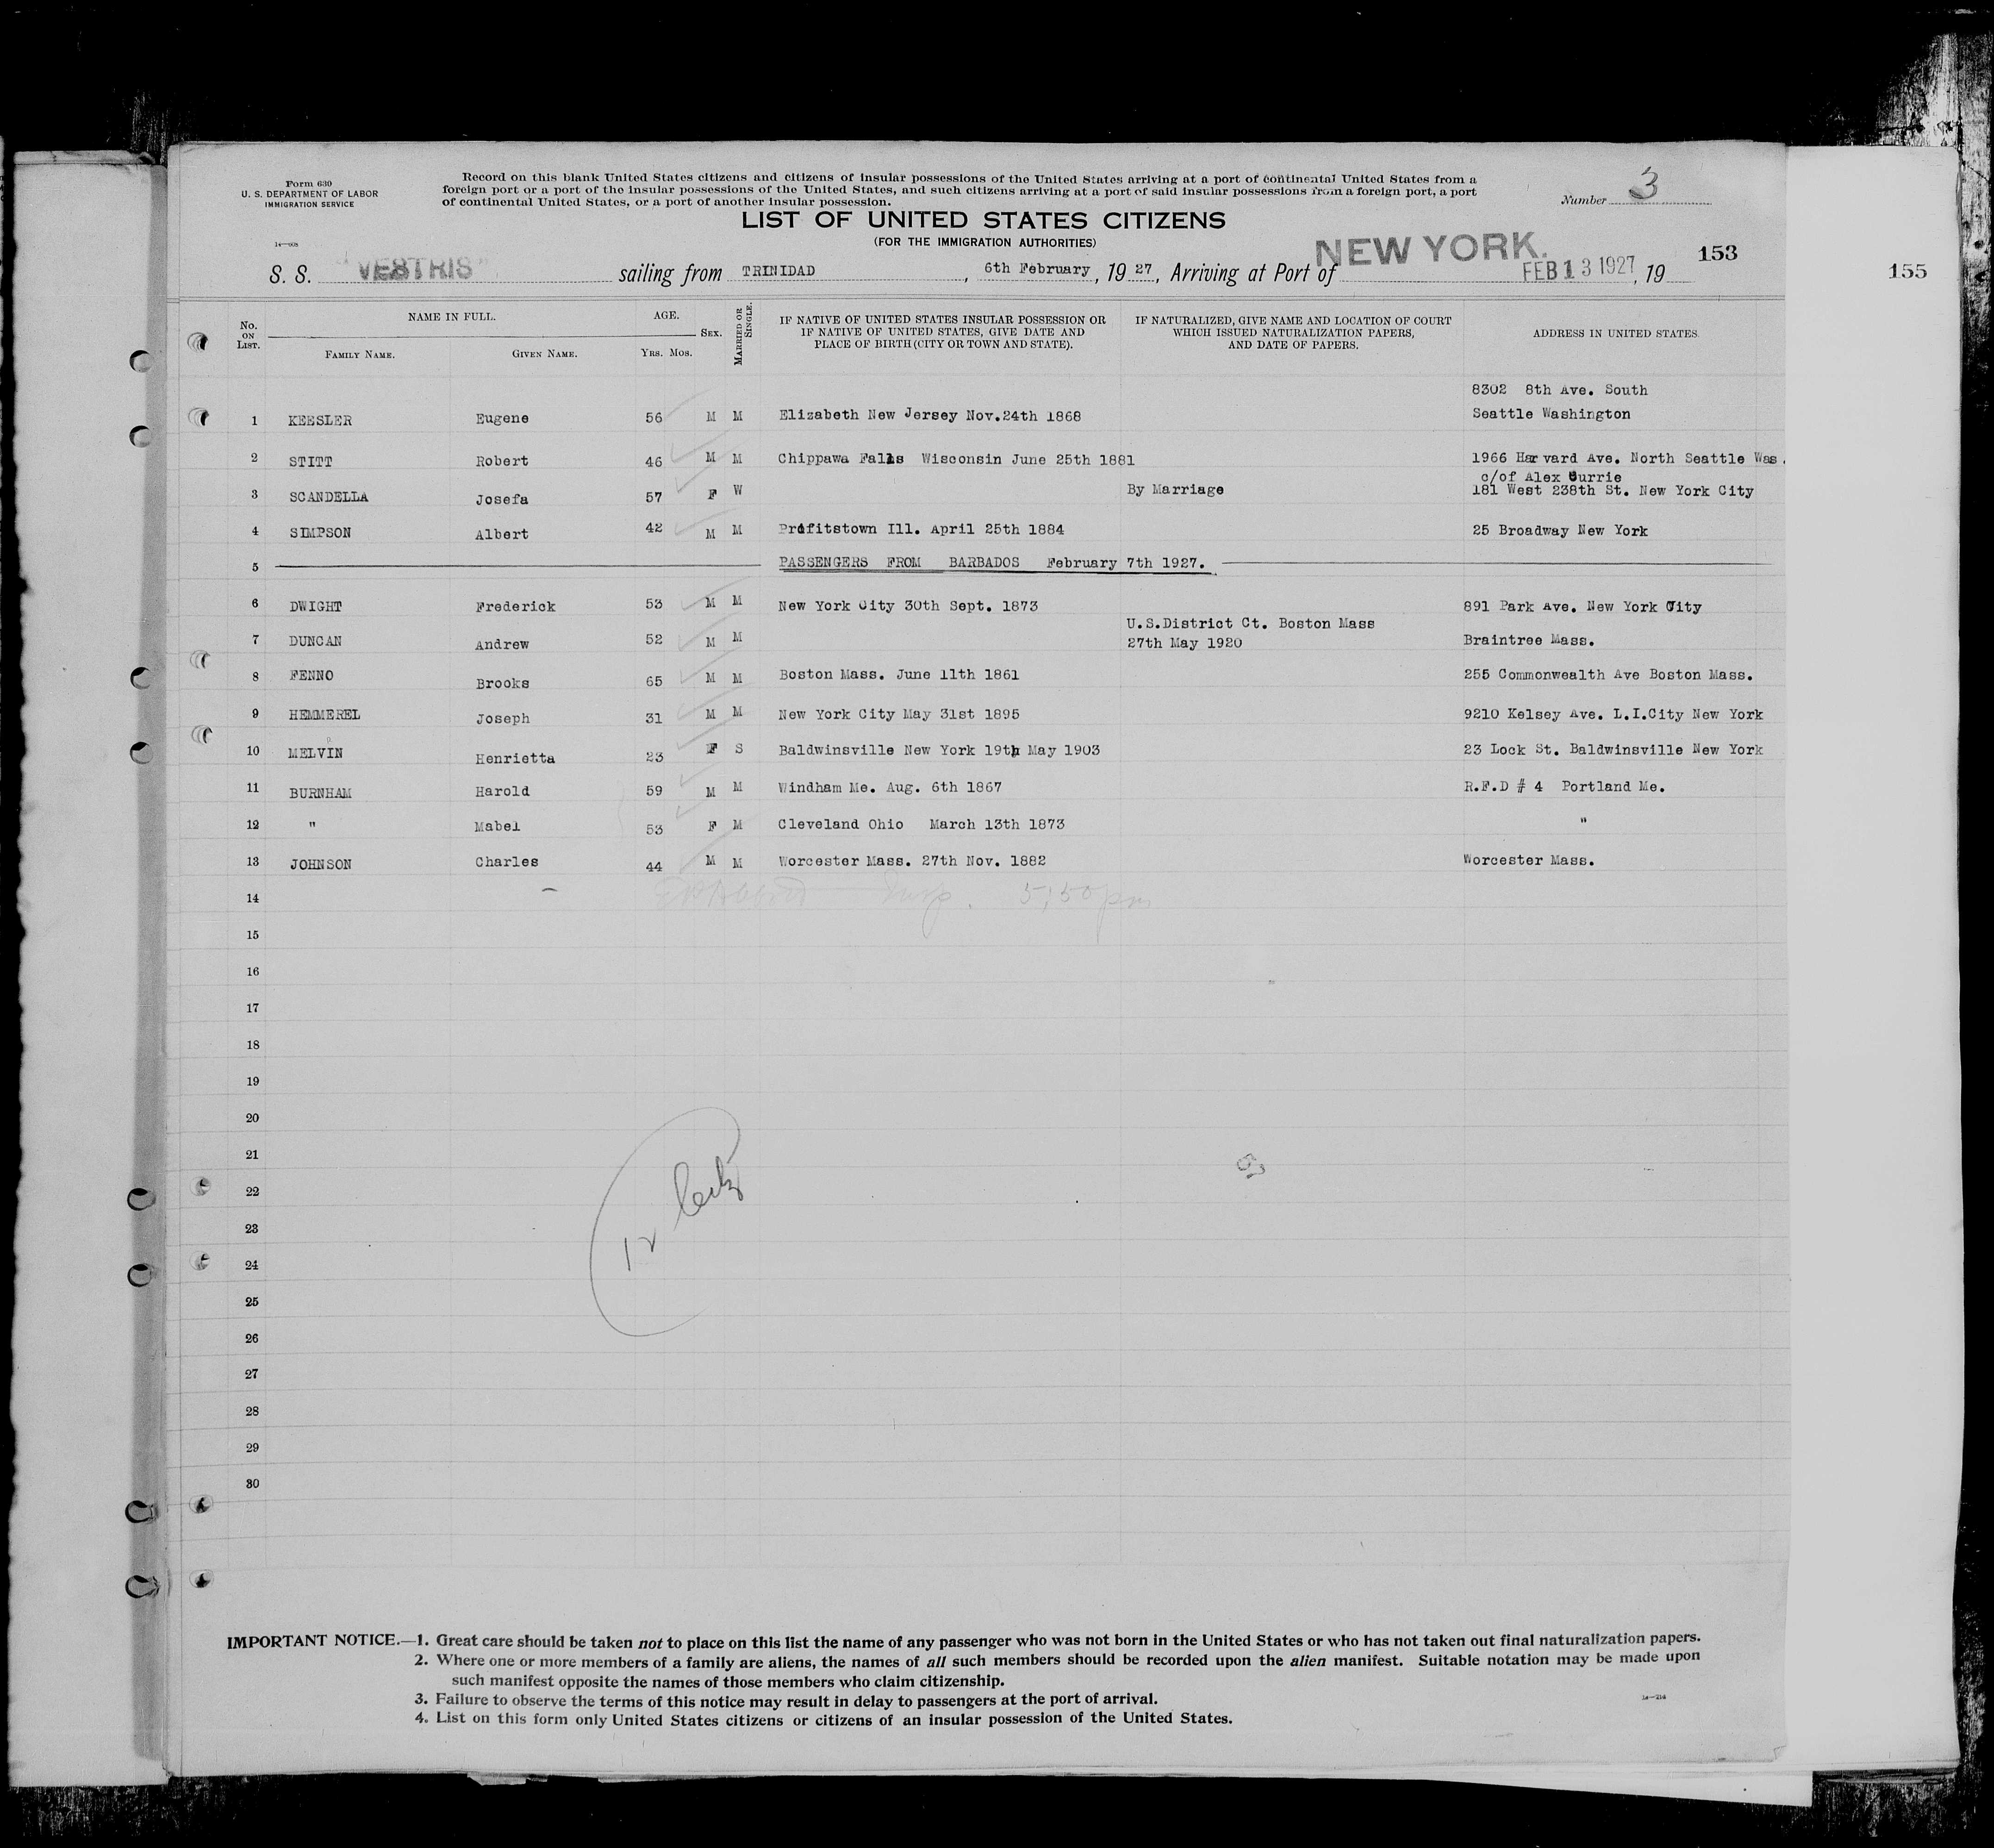 Form 630
U. S. DEPARTMENT OF LABOR
IMMIGRATION SERVICE
Record on this blank United States citizens and citizens of insular possessions of the United States arriving at a port of continental United States from a
foreign port or a port of the insular possessions of the United States, and such citizens arriving at a port of said insular possessions from a foreign port, a port
of continental United States, or a port of another insular possession.
Number 3
LIST OF UNITED STATES CITIZENS
(FOR THE IMMIGRATION AUTHORITIES)
153
155
S. S. "VESTRIS" sailing from TRINIDAD, 6th February, 19 27, Arriving at Port of NEW YORK. FEB 13 1927, 19
No. ON LIST. NAME IN FULL. FAMILY NAME. GIVEN NAME. AGE. YRS. MOS. SEX. MARRIED OR SINGLE. IF NATIVE OF UNITED STATES INSULAR POSSESSION OR IF NATIVE OF UNITED STATES, GIVE DATE AND PLACE OF BIRTH (CITY OR TOWN AND STATE). IF NATURALIZED, GIVE NAME AND LOCATION OF COURT WHICH ISSUED NATURALIZATION PAPERS, AND DATE OF PAPERS. ADDRESS IN UNITED STATES.
8302 8th Ave. South
1 KEESLER Eugene 56 M M Elizabeth New Jersey Nov.24th 1868 Seattle Washington
2 STITT Robert 46 M M Chippawa Falls Wisconsin June 25th 1881 1966 Harvard Ave. North Seattle Was.
c/of Alex Currie
3 SCANDELLA Josefa 57 F W By Marriage 181 West 238th St. New York City
4 SIMPSON Albert 42 M M Profitstown Ill. April 25th 1884 25 Broadway New York
5 PASSENGERS FROM BARBADOS February 7th 1927.
6 DWIGHT Frederick 53 M M New York City 30th Sept. 1873 891 Park Ave. New York City
U.S.District Ct. Boston Mass
7 DUNCAN Andrew 52 M M 27th May 1920 Braintree Mass.
8 FENNO Brooks 65 M M Boston Mass. June 11th 1861 255 Commonwealth Ave Boston Mass.
9 HEMMEREL Joseph 31 M M New York City May 31st 1895 9210 Kelsey Ave. L.I.City New York
10 MELVIN Henrietta 23 F S Baldwinsville New York 19th May 1903 23 Lock St. Baldwinsville New York
11 BURNHAM Harold 59 M M Windham Me. Aug. 6th 1867 R.F.D # 4 Portland Me.
12 " Mabel 53 F M Cleveland Ohio March 13th 1873 "
13 JOHNSON Charles 44 M M Worcester Mass. 27th Nov. 1882 Worcester Mass.
14 Insp. 5:50 pm
15
16
17
18
19
20
21
22
23
24
25
26
27
28
29
30
12
IMPORTANT NOTICE.—1. Great care should be taken not to place on this list the name of any passenger who was not born in the United States or who has not taken out final naturalization papers.
2. Where one or more members of a family are aliens, the names of all such members should be recorded upon the alien manifest. Suitable notation may be made upon
such manifest opposite the names of those members who claim citizenship.
3. Failure to observe the terms of this notice may result in delay to passengers at the port of arrival.
4. List on this form only United States citizens or citizens of an insular possession of the United States.